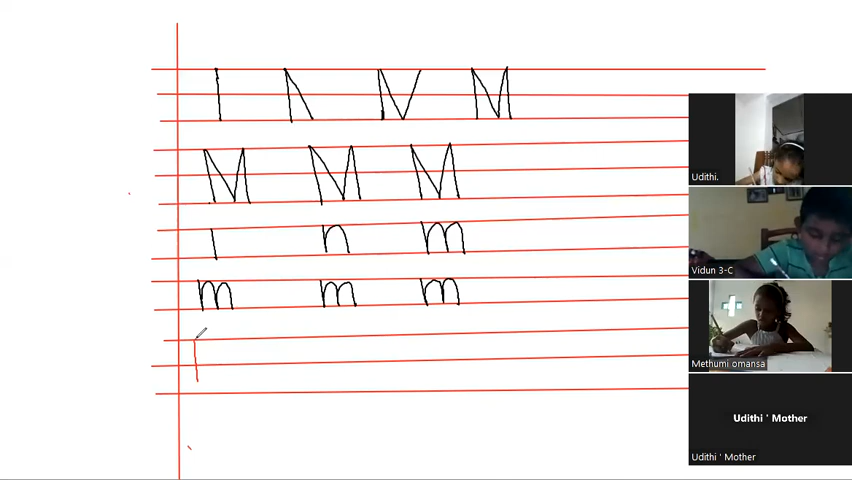 M
M M M
n m
m m m
Udithi.
Vidun 3-C
Methumi omansa
Udithi ' Mother
Udithi ' Mother